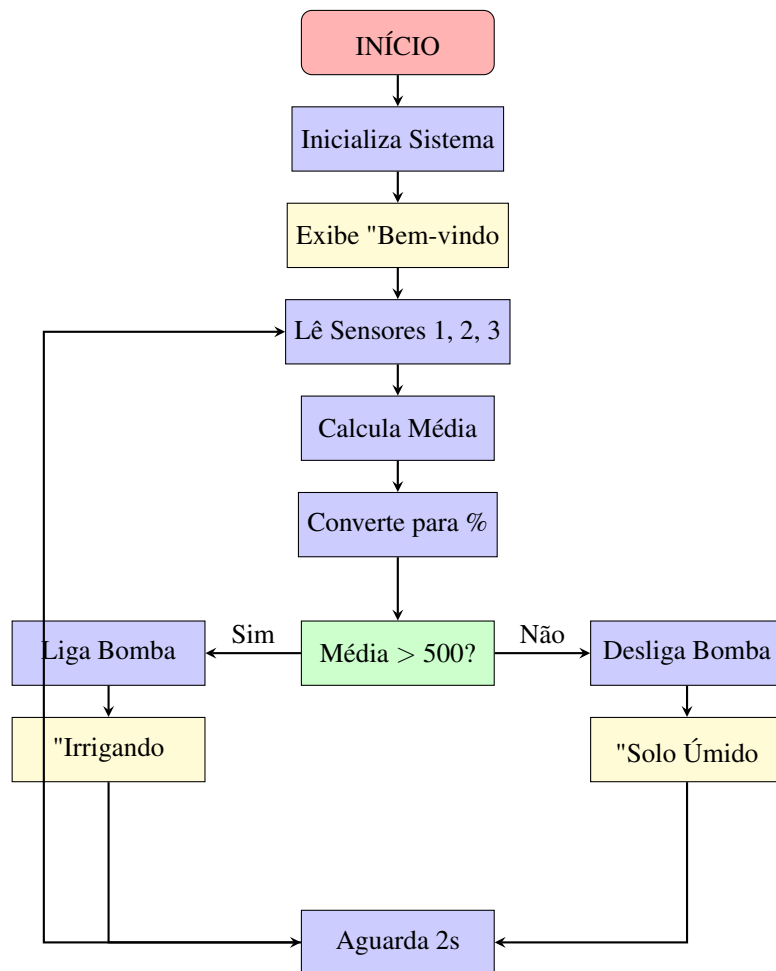 INÍCIO
Inicializa Sistema
Exibe "Bem-vindo
Lê Sensores 1, 2, 3
Calcula Média
Converte para %
Liga Bomba
Sim
Média > 500?
Não
Desliga Bomba
"Irrigando
"Solo Úmido
Aguarda 2s